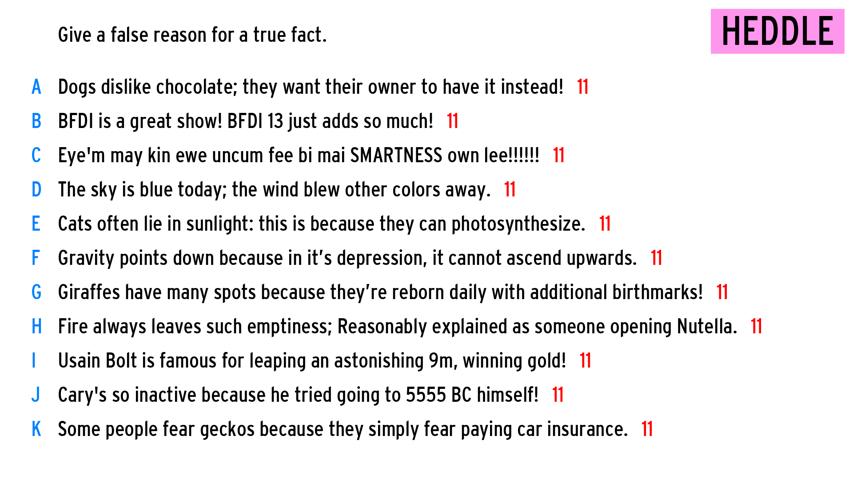 Give a false reason for a true fact.
HEDDLE
A Dogs dislike chocolate; they want their owner to have it instead! 11
B BFDI is a great show! BFDI 13 just adds so much! 11
C Eye'm may kin ewe uncum fee bi mai SMARTNESS own lee!!!!!! 11
D The sky is blue today; the wind blew other colors away. 11
E Cats often lie in sunlight: this is because they can photosynthesize. 11
F Gravity points down because in it’s depression, it cannot ascend upwards. 11
G Giraffes have many spots because they’re reborn daily with additional birthmarks! 11
H Fire always leaves such emptiness; Reasonably explained as someone opening Nutella. 11
I Usain Bolt is famous for leaping an astonishing 9m, winning gold! 11
J Cary's so inactive because he tried going to 5555 BC himself! 11
K Some people fear geckos because they simply fear paying car insurance. 11